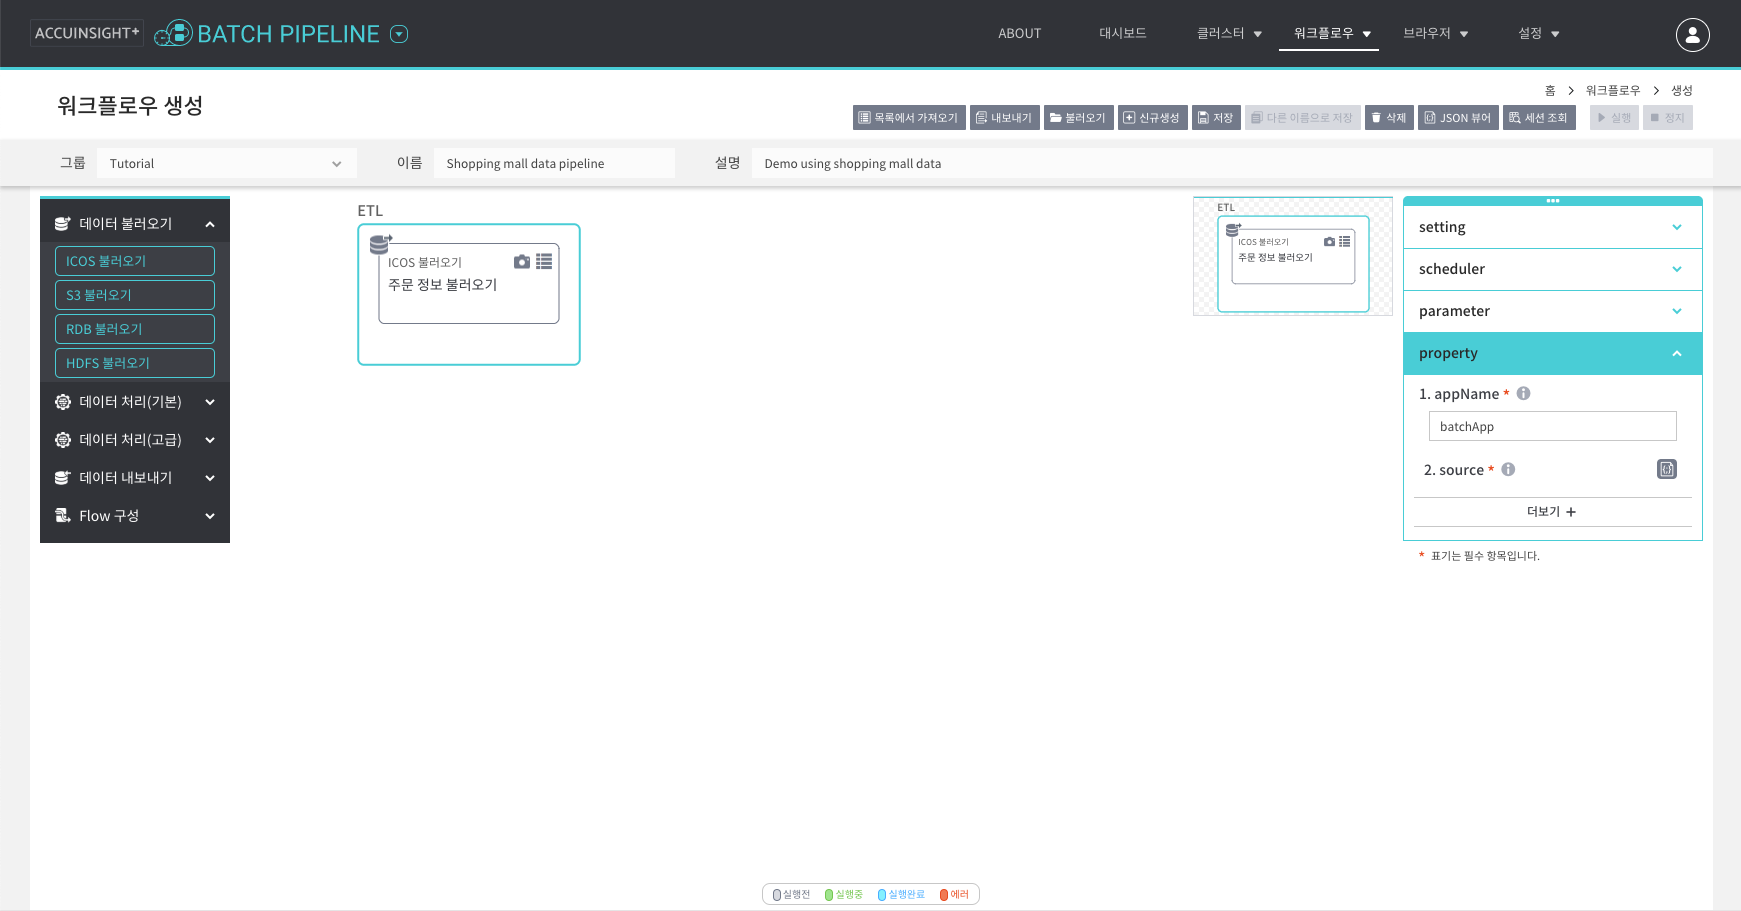 ACCUINSIGHT+ BATCH PIPELINE
ABOUT 대시보드 클러스터 워크플로우 브라우저 설정
홈 > 워크플로우 > 생성
워크플로우 생성
목록에서 가져오기 내보내기 불러오기 신규생성 저장 다른 이름으로 저장 삭제 JSON 뷰어 세션 조회 실행 정지
그룹 Tutorial 이름 Shopping mall data pipeline 설명 Demo using shopping mall data
데이터 불러오기
ICOS 불러오기
S3 불러오기
RDB 불러오기
HDFS 불러오기
데이터 처리(기본)
데이터 처리(고급)
데이터 내보내기
Flow 구성
ETL
ICOS 불러오기
주문 정보 불러오기
ETL
ICOS 불러오기
주문 정보 불러오기
setting
scheduler
parameter
property
1. appName *
batchApp
2. source *
더보기 +
* 표기는 필수 항목입니다.
실행전 실행중 실행완료 에러